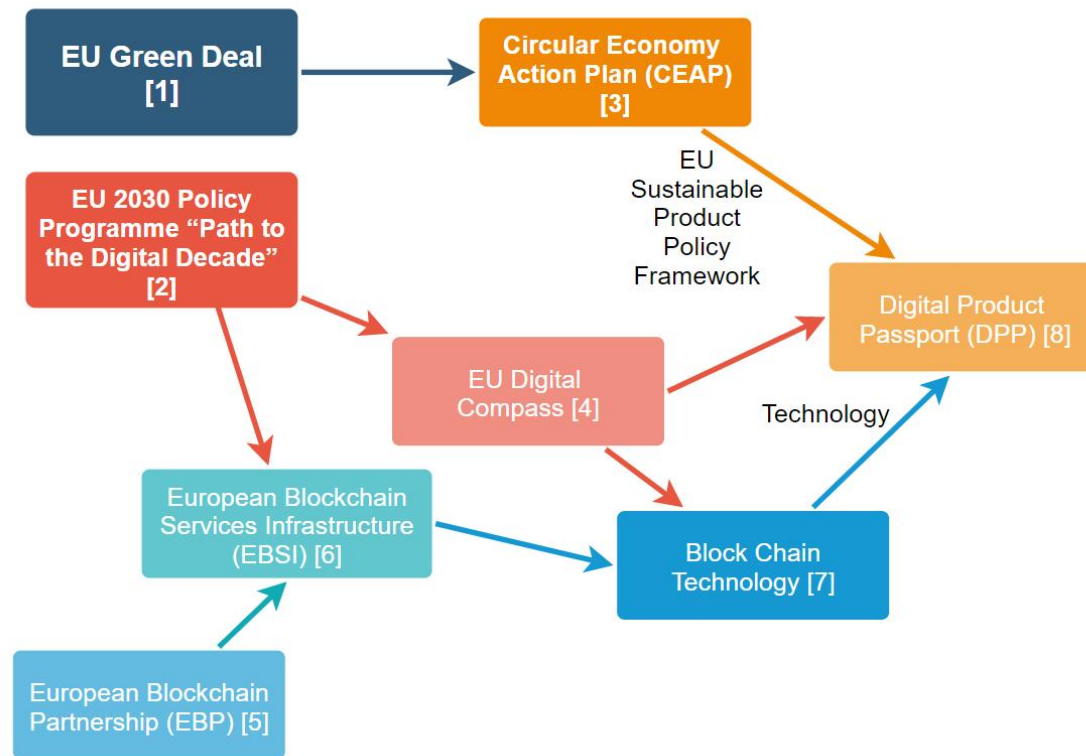 EU Green Deal
[1]
Circular Economy
Action Plan (CEAP)
[3]
EU
Sustainable
Product
Policy
Framework
EU 2030 Policy
Programme “Path to
the Digital Decade”
[2]
Digital Product
Passport (DPP) [8]
EU Digital
Compass [4]
Technology
European Blockchain
Services Infrastructure
(EBSI) [6]
Block Chain
Technology [7]
European Blockchain
Partnership (EBP) [5]